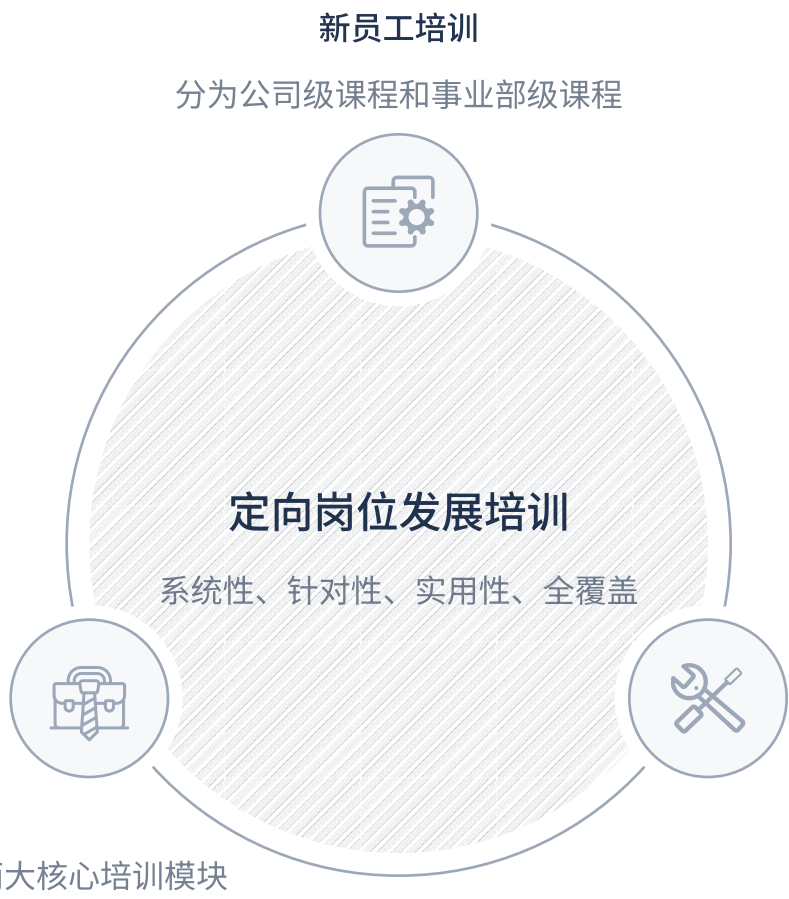 新员工培训
分为公司级课程和事业部级课程
定向岗位发展培训
系统性、针对性、实用性、全覆盖
大核心培训模块